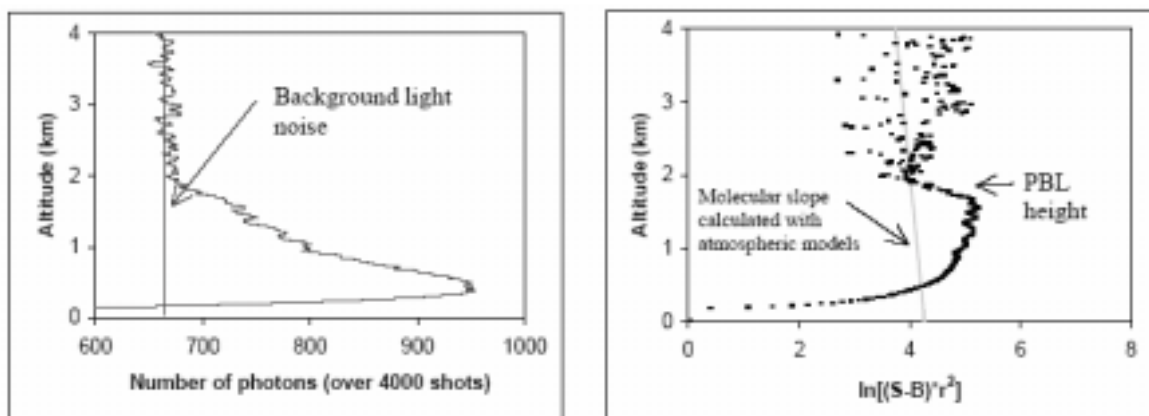 4
3
2
1
0
Altitude (km)
Background light
noise
600
700
800
900
1000
Number of photons (over 4000 shots)
4
3
2
1
0
Altitude (km)
Molecular slope
calculated with
atmospheric models
PBL
height
0
2
4
6
8
ln[(S-B)*r²]